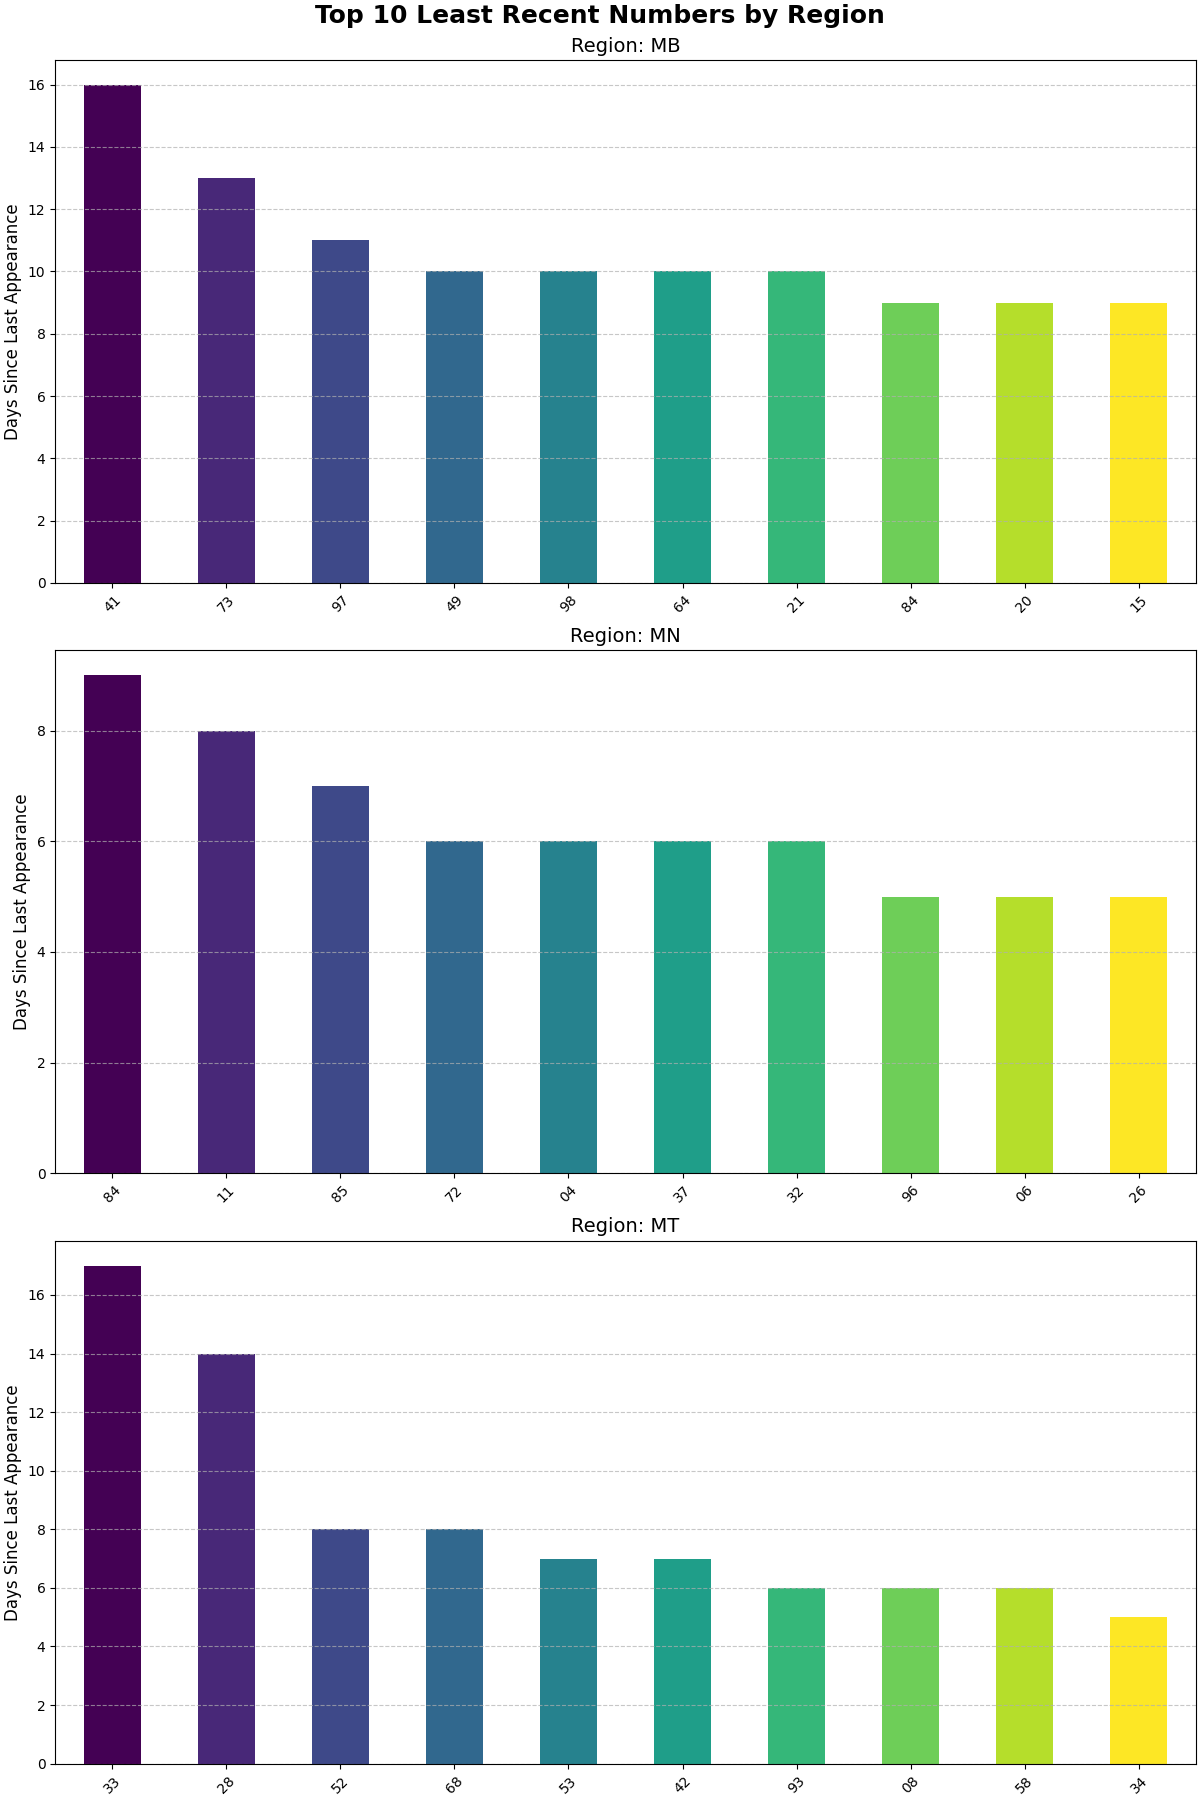 Top 10 Least Recent Numbers by Region
Region: MB
Days Since Last Appearance
16
14
12
10
8
6
4
2
0
41 73 97 49 98 64 21 84 20 15
Region: MN
Days Since Last Appearance
8
6
4
2
0
84 11 85 72 04 37 32 96 06 26
Region: MT
Days Since Last Appearance
16
14
12
10
8
6
4
2
0
33 28 52 68 53 42 93 08 58 34